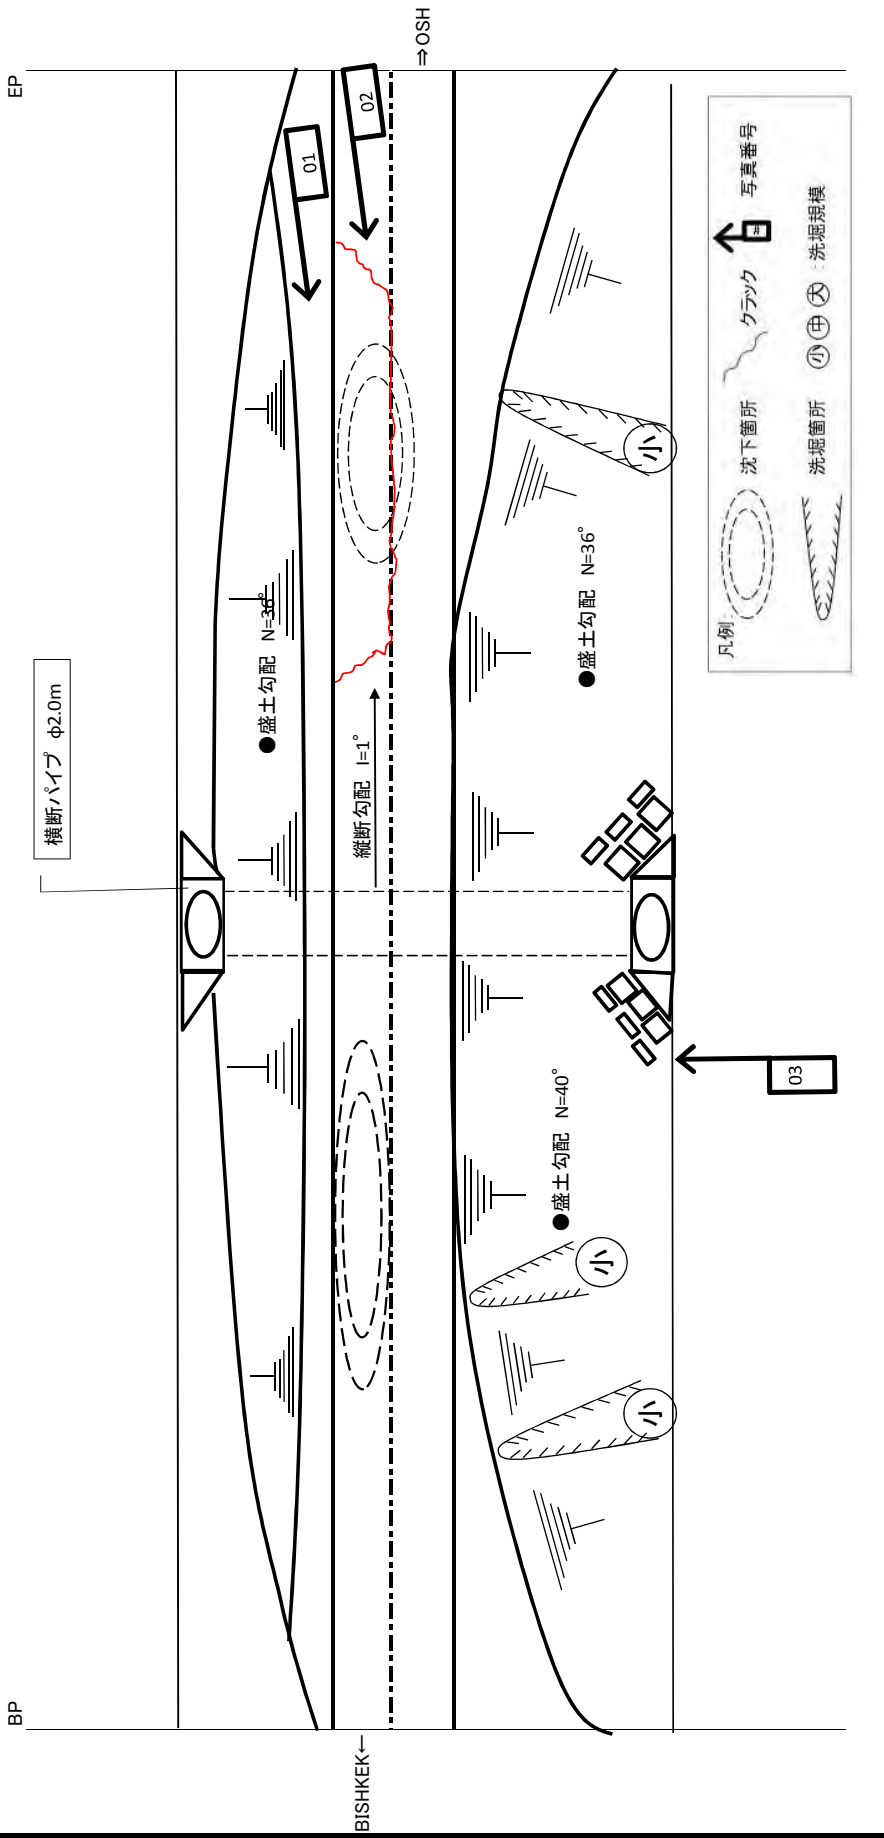 BP
EP
横断パイプ φ2.0m
●盛土勾配 N=36°
01
02
縦断勾配 I=1°
BISHKEK←
⇒OSH
●盛土勾配 N=40°
●盛土勾配 N=36°
小
小
小
03
凡例
沈下箇所
クラック
#
写真番号
洗堀箇所
小 中 大 : 洗堀規模